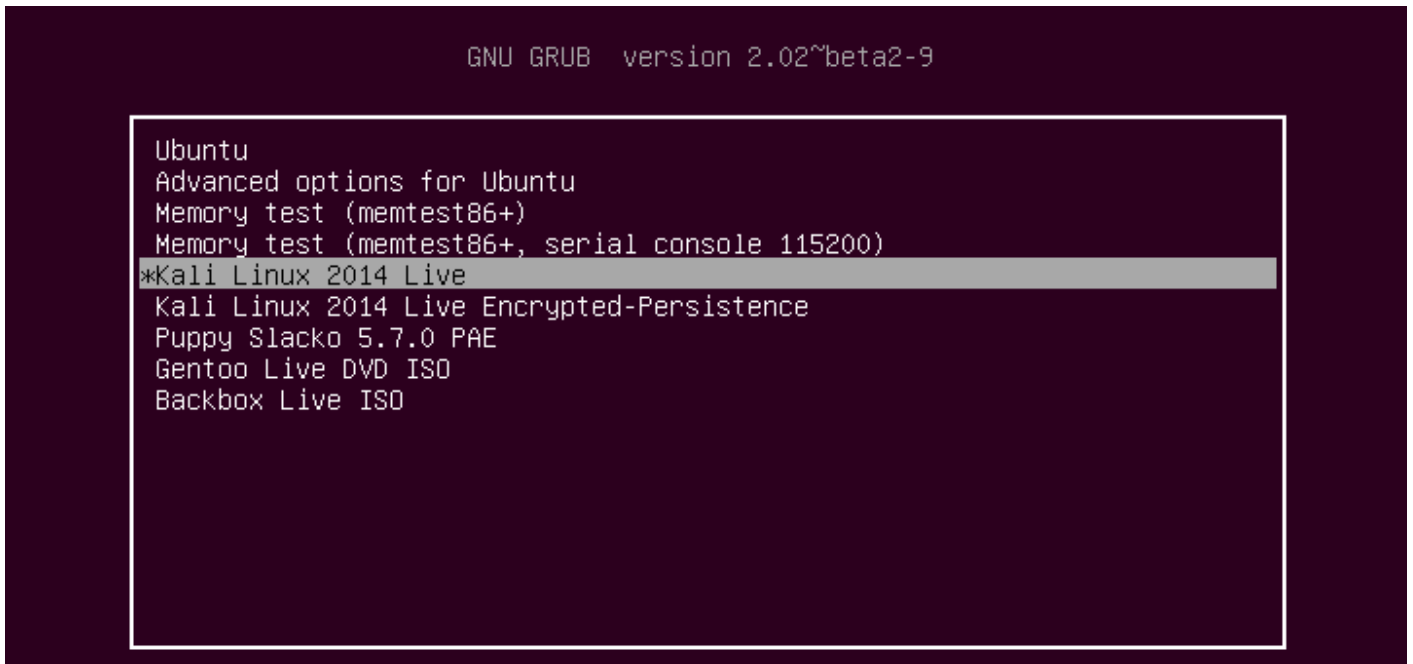 GNU GRUB version 2.02~beta2-9
Ubuntu
Advanced options for Ubuntu
Memory test (memtest86+)
Memory test (memtest86+, serial console 115200)
*Kali Linux 2014 Live
Kali Linux 2014 Live Encrypted-Persistence
Puppy Slacko 5.7.0 PAE
Gentoo Live DVD ISO
Backbox Live ISO